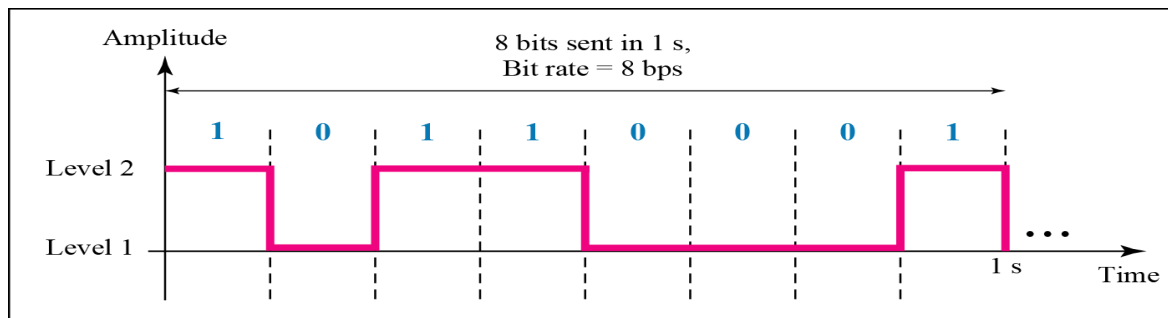 Amplitude
8 bits sent in 1 s,
Bit rate = 8 bps
1 0 1 1 0 0 0 1
Level 2
Level 1
...
1 s
Time